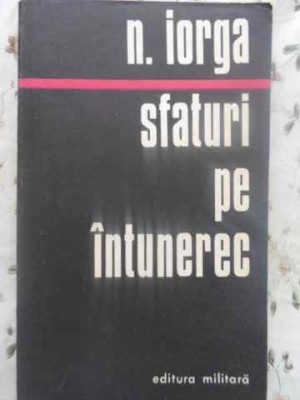 n. iorga
sfaturi
pe
întunerec
editura militară